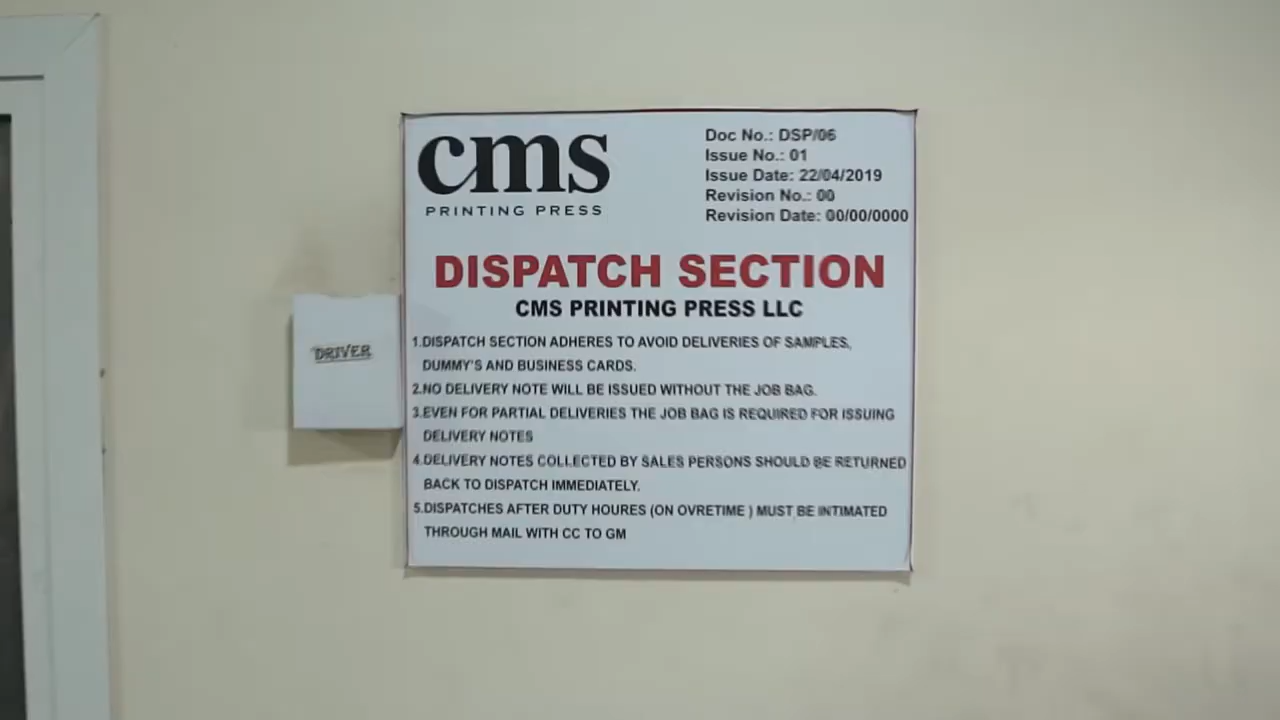 cms
PRINTING PRESS
Doc No.: DSP/06
Issue No.: 01
Issue Date: 22/04/2019
Revision No.: 00
Revision Date: 00/00/0000
DISPATCH SECTION
CMS PRINTING PRESS LLC
1.DISPATCH SECTION ADHERES TO AVOID DELIVERIES OF SAMPLES,
DUMMY'S AND BUSINESS CARDS.
2.NO DELIVERY NOTE WILL BE ISSUED WITHOUT THE JOB BAG.
3.EVEN FOR PARTIAL DELIVERIES THE JOB BAG IS REQUIRED FOR ISSUING
DELIVERY NOTES
4.DELIVERY NOTES COLLECTED BY SALES PERSONS SHOULD BE RETURNED
BACK TO DISPATCH IMMEDIATELY.
5.DISPATCHES AFTER DUTY HOURES (ON OVRETIME ) MUST BE INTIMATED
THROUGH MAIL WITH CC TO GM
DRIVER